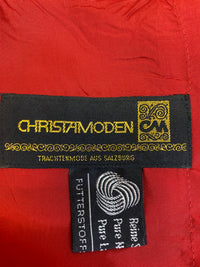 CHRISTAMODEN
CM
TRACHTENMODE AUS SALZBURG
FUTTERSTOFF
Reine
Pure
Pure